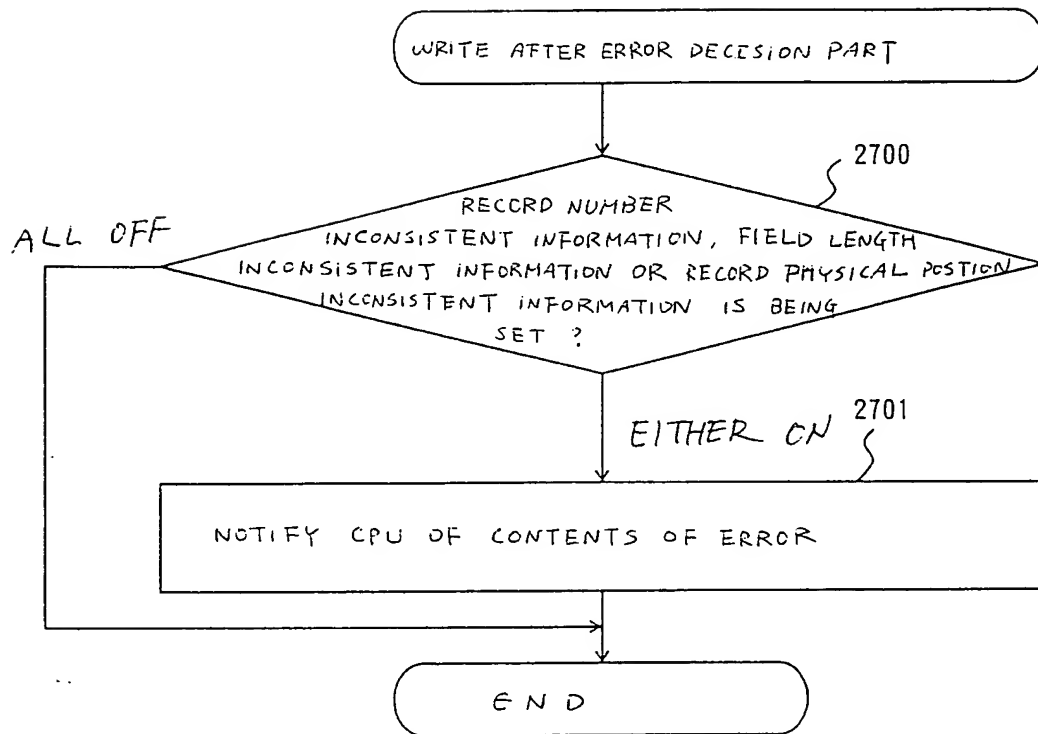 WRITE AFTER ERROR DECISION PART
2700
RECORD NUMBER
INCONSISTENT INFORMATION, FIELD LENGTH
INCONSISTENT INFORMATION OR RECORD PHYSICAL POSTION
INCONSISTENT INFORMATION IS BEING
SET ?
ALL OFF
EITHER ON
2701
NOTIFY CPU OF CONTENTS OF ERROR
END